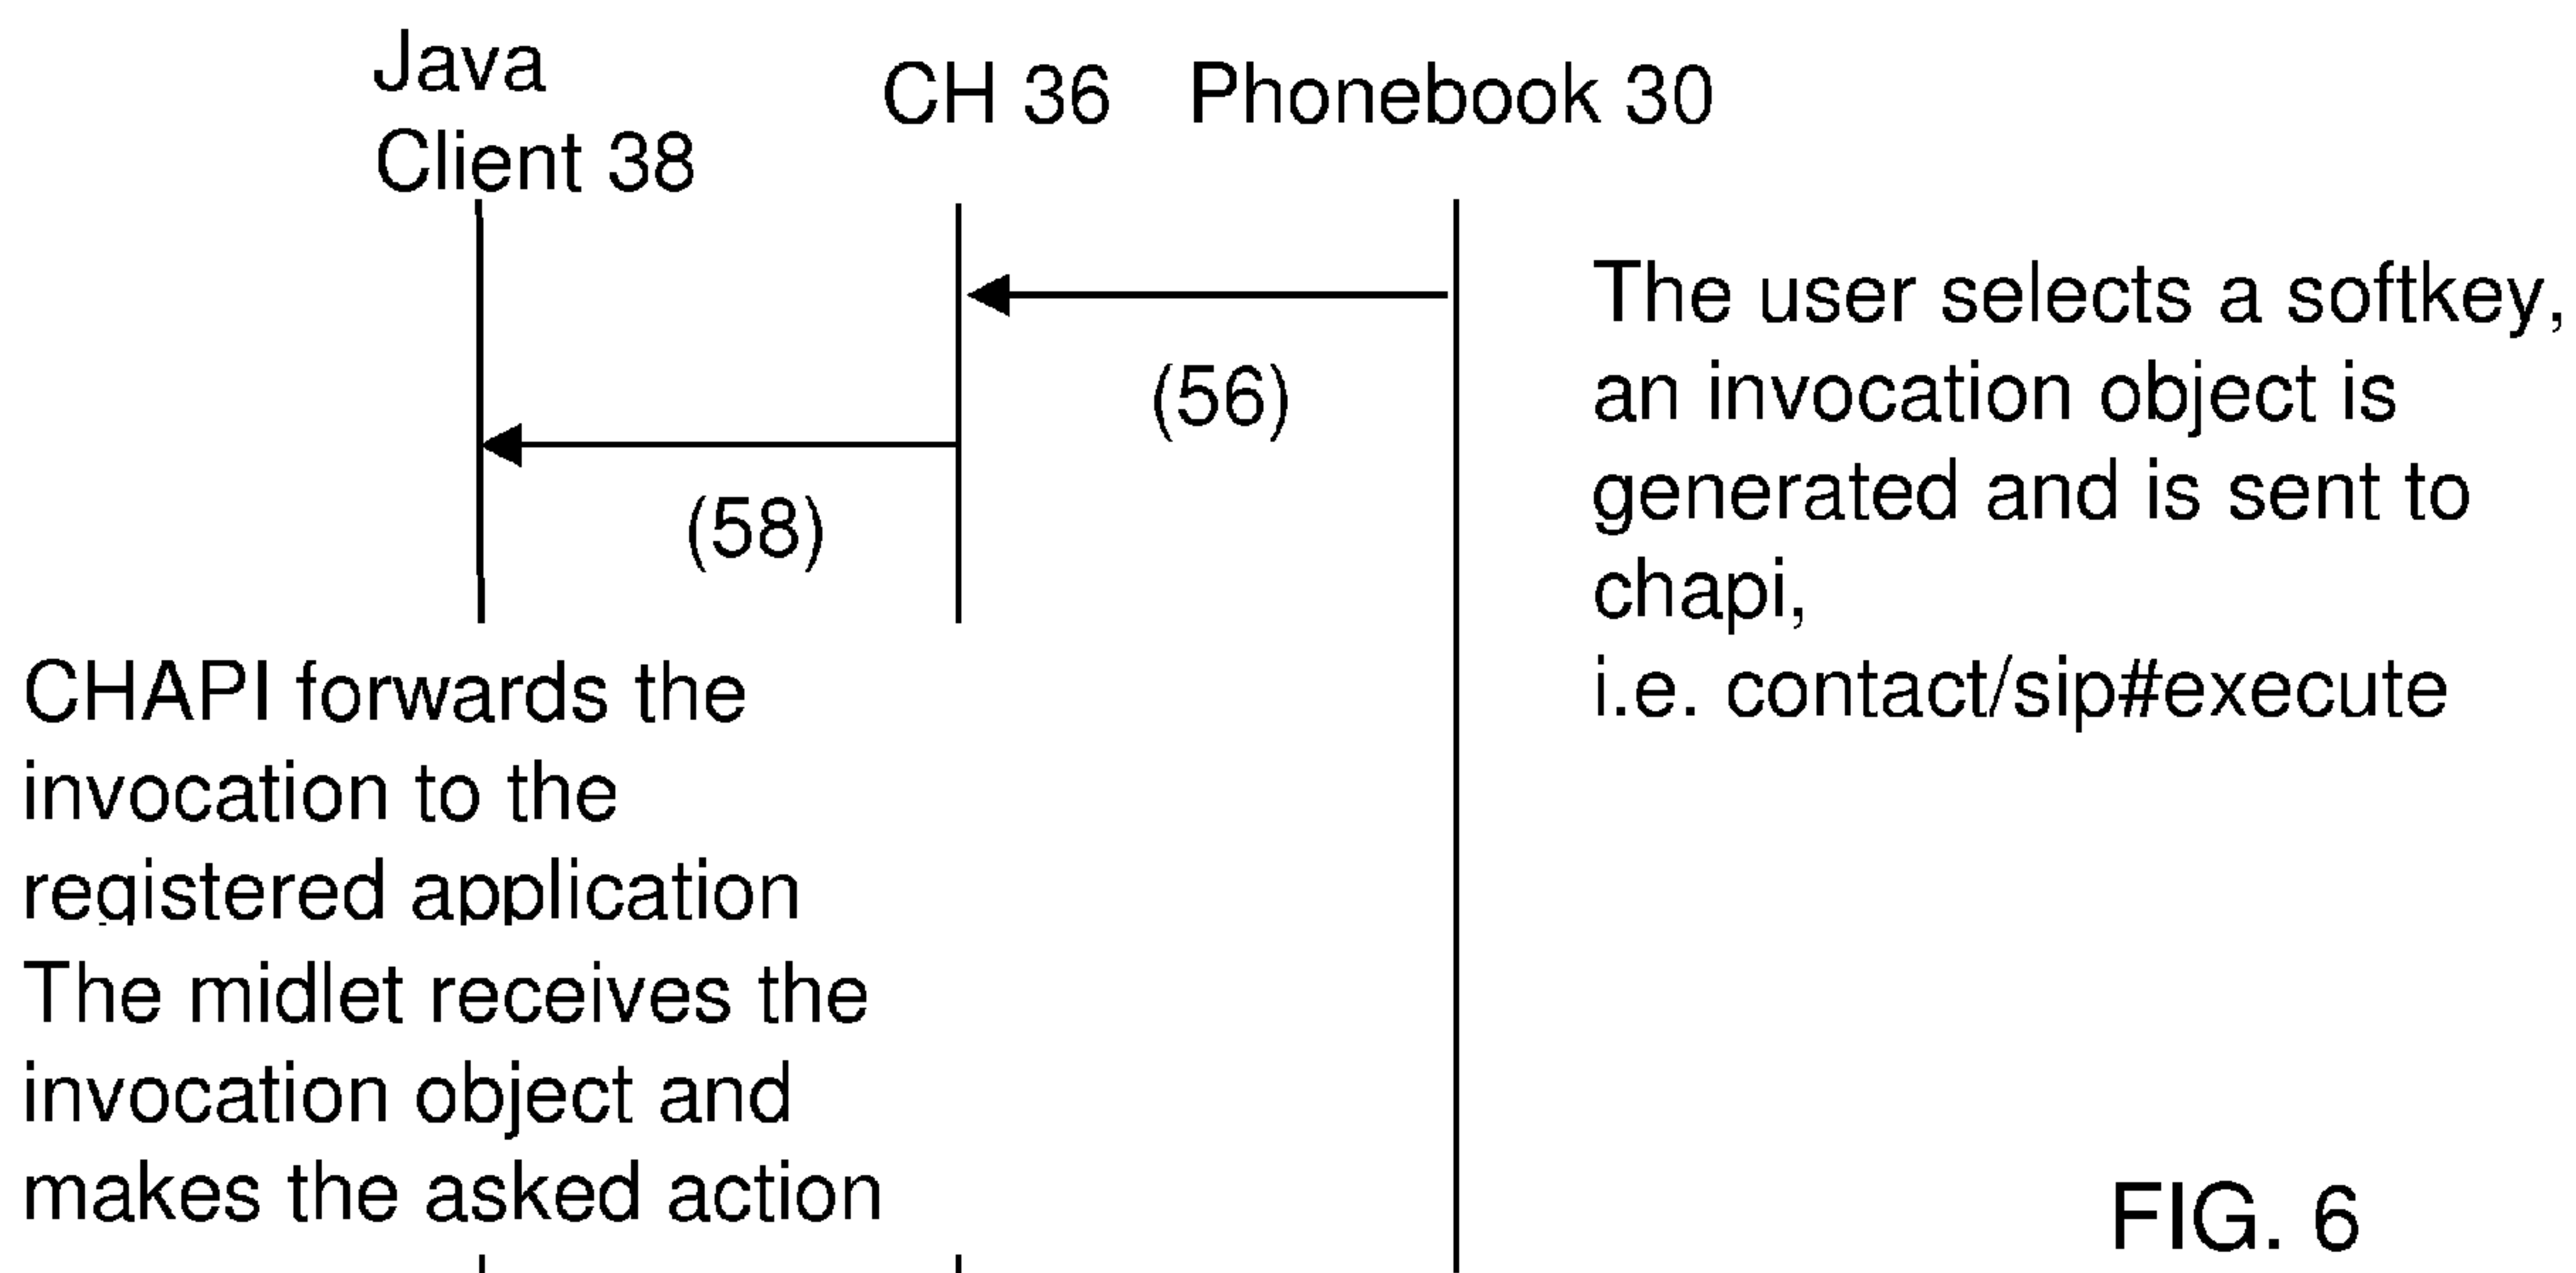 Java
Client 38
CH 36
Phonebook 30
The user selects a softkey,
an invocation object is
generated and is sent to
chapi,
i.e. contact/sip#execute
(56)
(58)
CHAPI forwards the
invocation to the
registered application
The midlet receives the
invocation object and
makes the asked action
FIG. 6